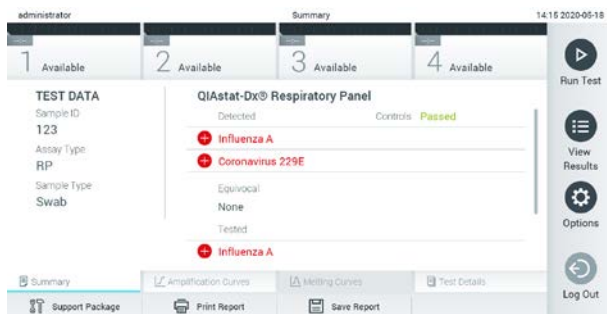 administrator Summary 14:15 2020-05-18
1 Available 2 Available 3 Available 4 Available
Run Test
View Results
Options
Log Out
TEST DATA
Sample ID
123
Assay Type
RP
Sample Type
Swab
QIAstat-Dx® Respiratory Panel
Detected Controls Passed
Influenza A
Coronavirus 229E
Equivocal
None
Tested
Influenza A
Summary Amplification Curves Melting Curves Test Details
Support Package Print Report Save Report